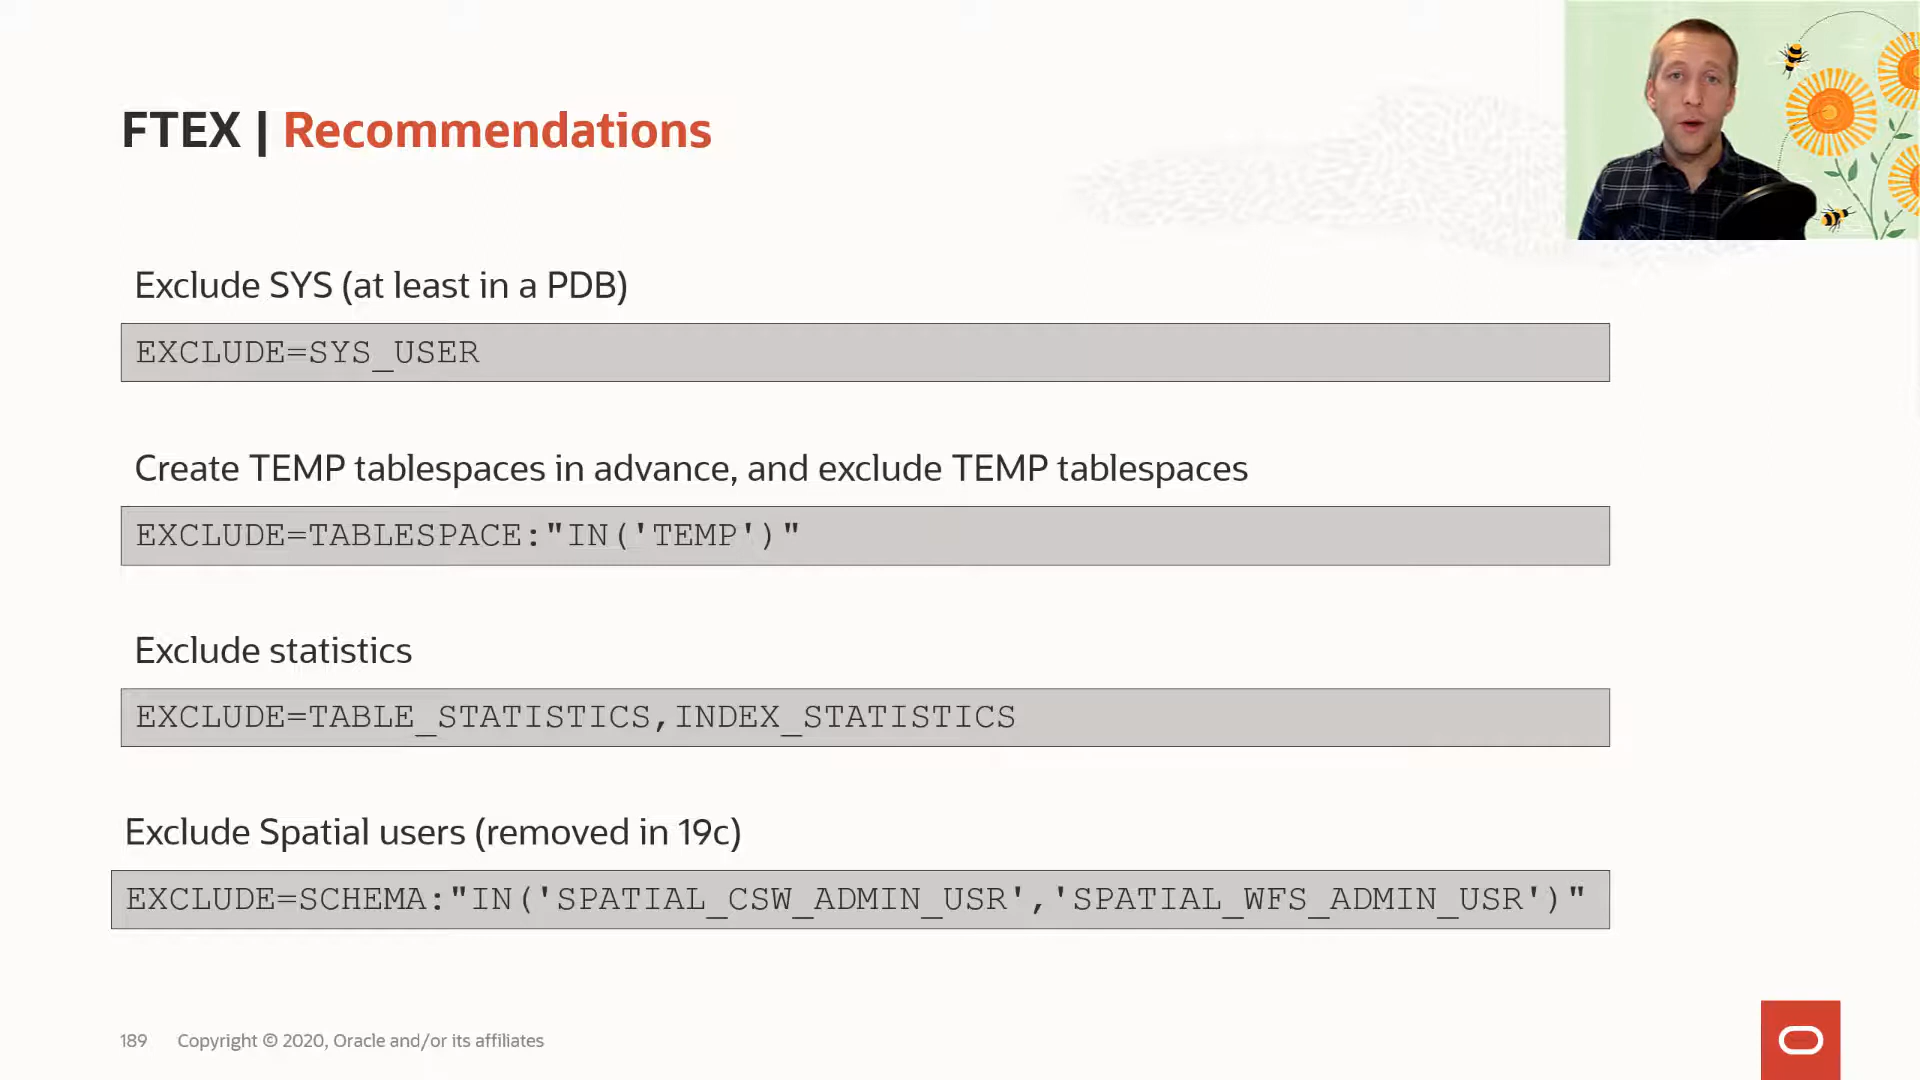 FTEX | Recommendations
Exclude SYS (at least in a PDB)
EXCLUDE=SYS_USER
Create TEMP tablespaces in advance, and exclude TEMP tablespaces
EXCLUDE=TABLESPACE:"IN('TEMP')"
Exclude statistics
EXCLUDE=TABLE_STATISTICS,INDEX_STATISTICS
Exclude Spatial users (removed in 19c)
EXCLUDE=SCHEMA:"IN('SPATIAL_CSW_ADMIN_USR','SPATIAL_WFS_ADMIN_USR')"
189 Copyright © 2020, Oracle and/or its affiliates